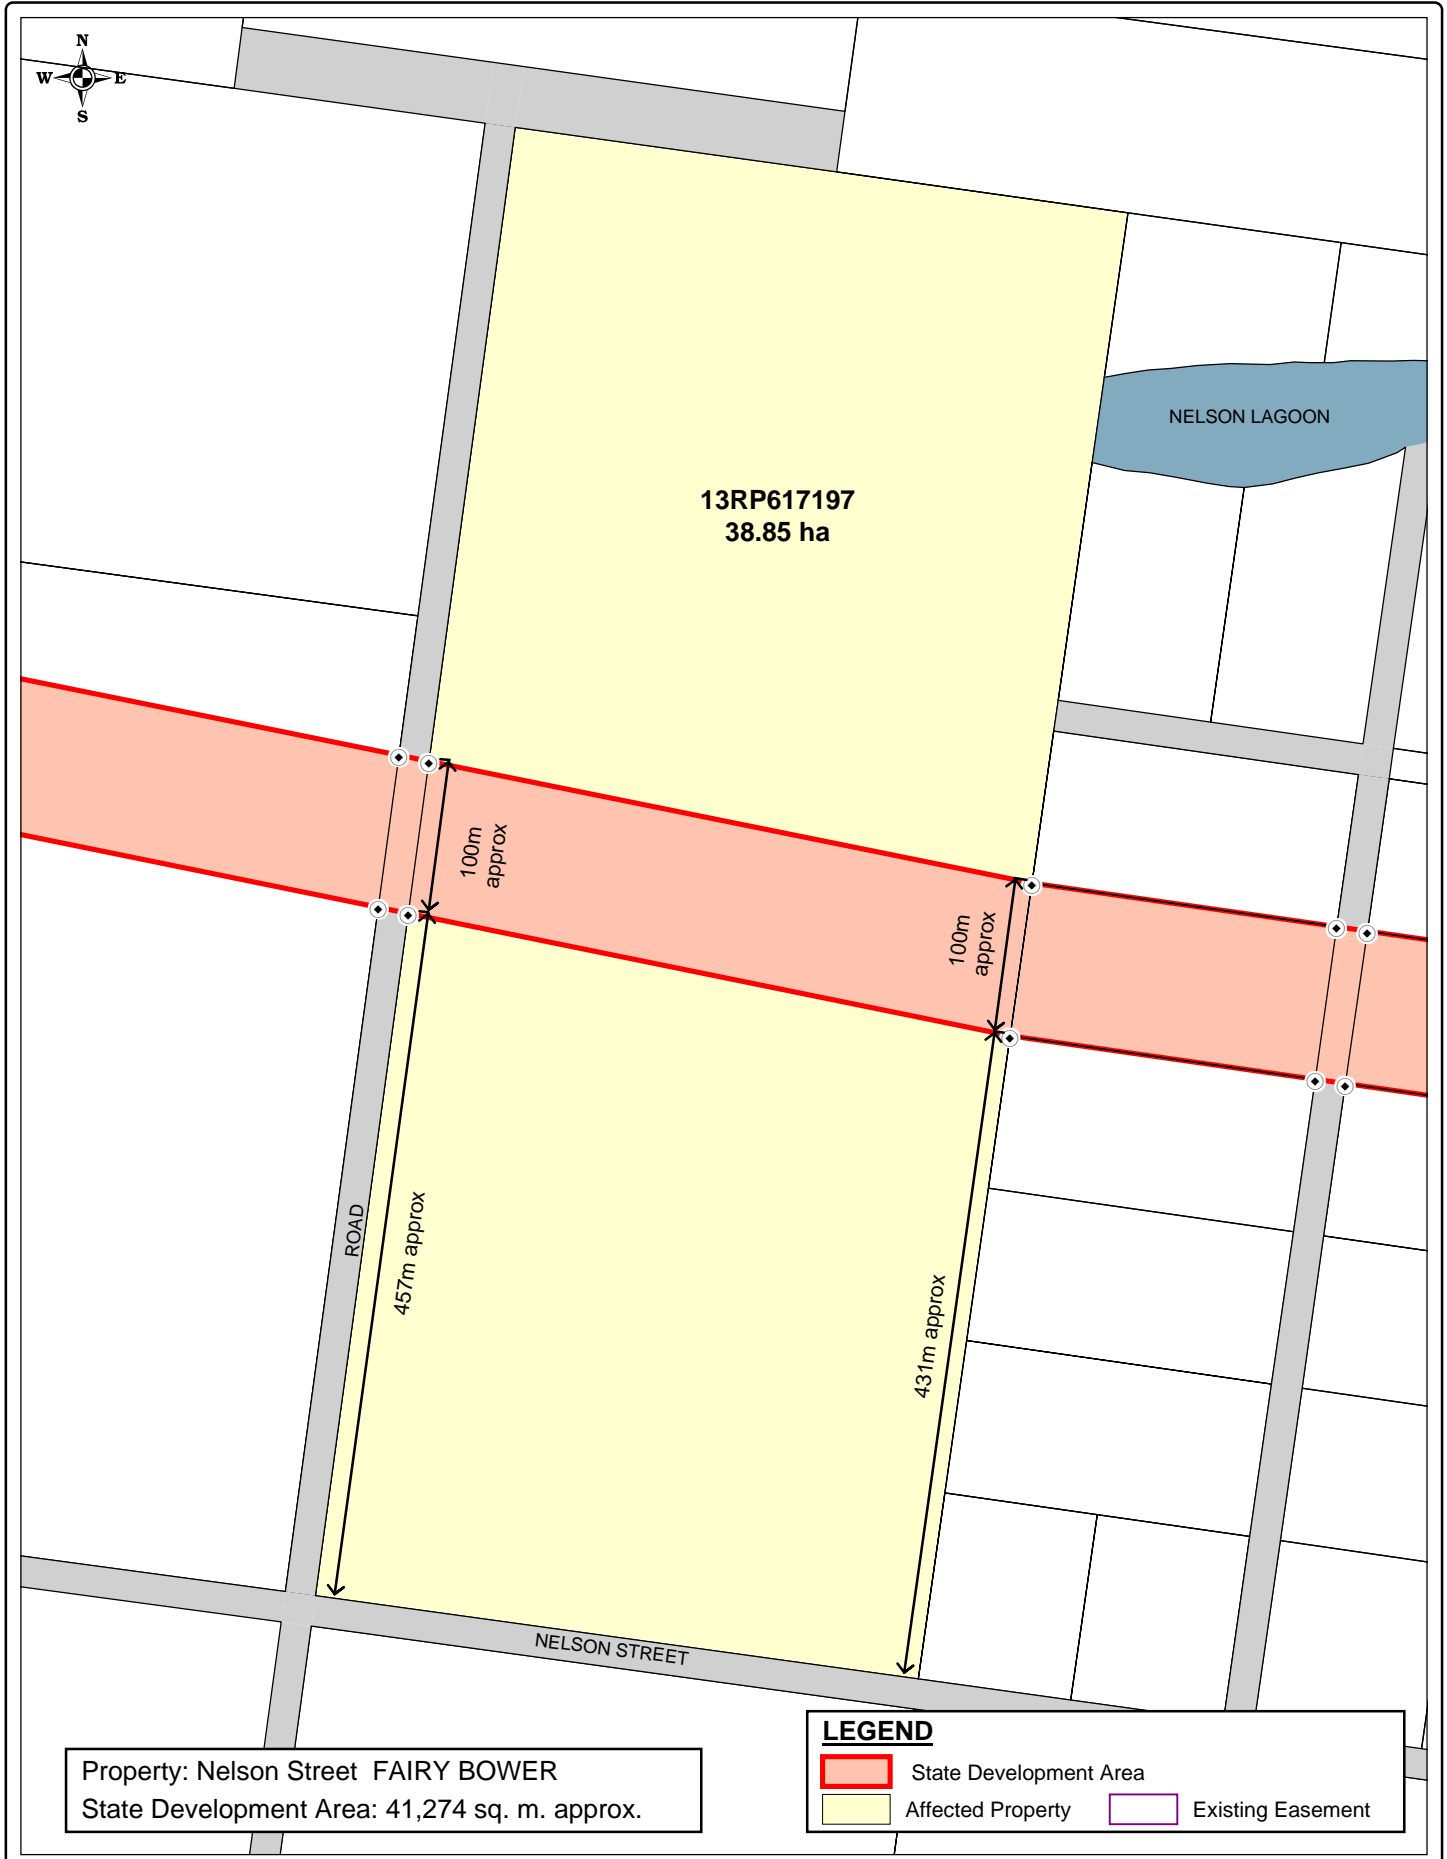 N
W E
S
NELSON LAGOON
13RP617197
38.85 ha
100m
approx
100m
approx
ROAD
457m approx
431m approx
NELSON STREET
Property: Nelson Street FAIRY BOWER
State Development Area: 41,274 sq. m. approx.
LEGEND
State Development Area
Affected Property
Existing Easement